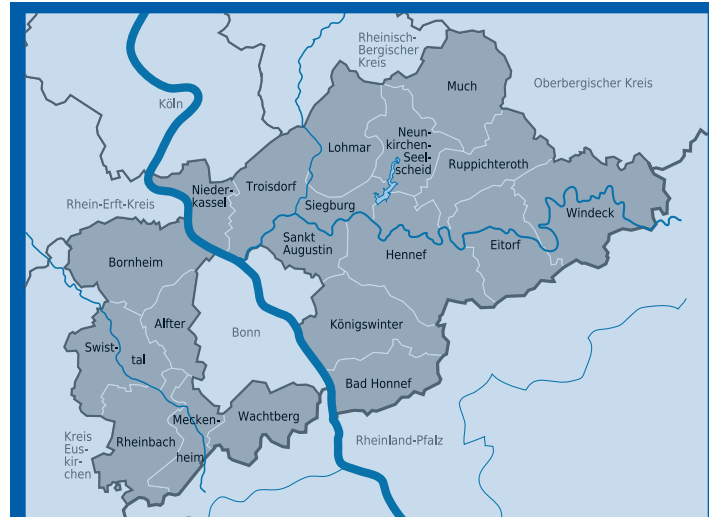 Rheinisch-
Bergischer
Kreis
Oberbergischer Kreis
Köln
Much
Lohmar
Neun-
kirchen-
Seel-
scheid
Ruppichteroth
Nieder-
kassel
Troisdorf
Siegburg
Rhein-Erft-Kreis
Windeck
Sankt
Augustin
Hennef
Eitorf
Bornheim
Alfter
Bonn
Königswinter
Swist-
tal
Bad Honnef
Mecken-
heim
Wachtberg
Rheinbach
Kreis
Eus-
kir-
chen
Rheinland-Pfalz